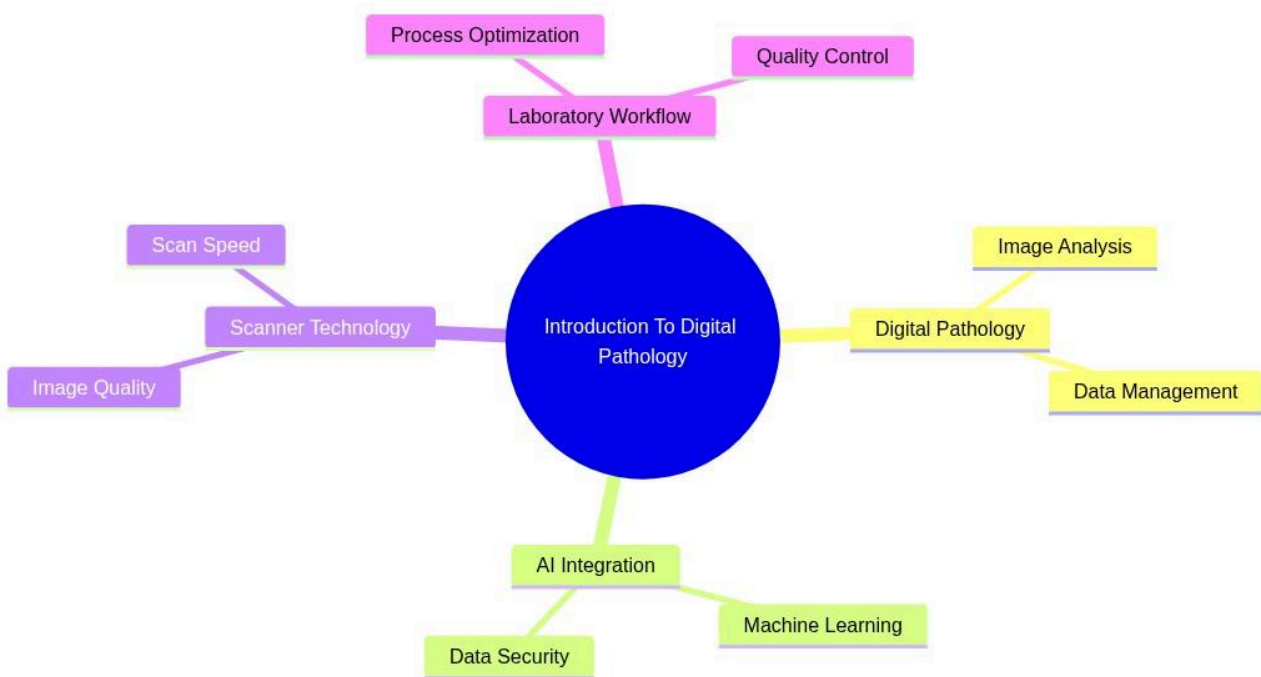 Process Optimization
Quality Control
Laboratory Workflow
Scan Speed
Image Analysis
Scanner Technology
Introduction To Digital
Pathology
Digital Pathology
Image Quality
Data Management
AI Integration
Machine Learning
Data Security